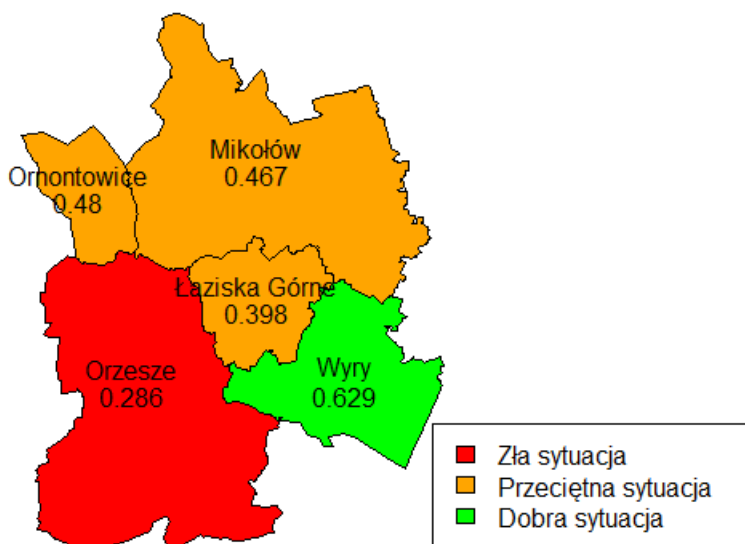 Mikołów
0.467
Ornontowice
0.48
Łaziska Górne
0.398
Orzesze
0.286
Wyry
0.629
Zła sytuacja
Przeciętna sytuacja
Dobra sytuacja